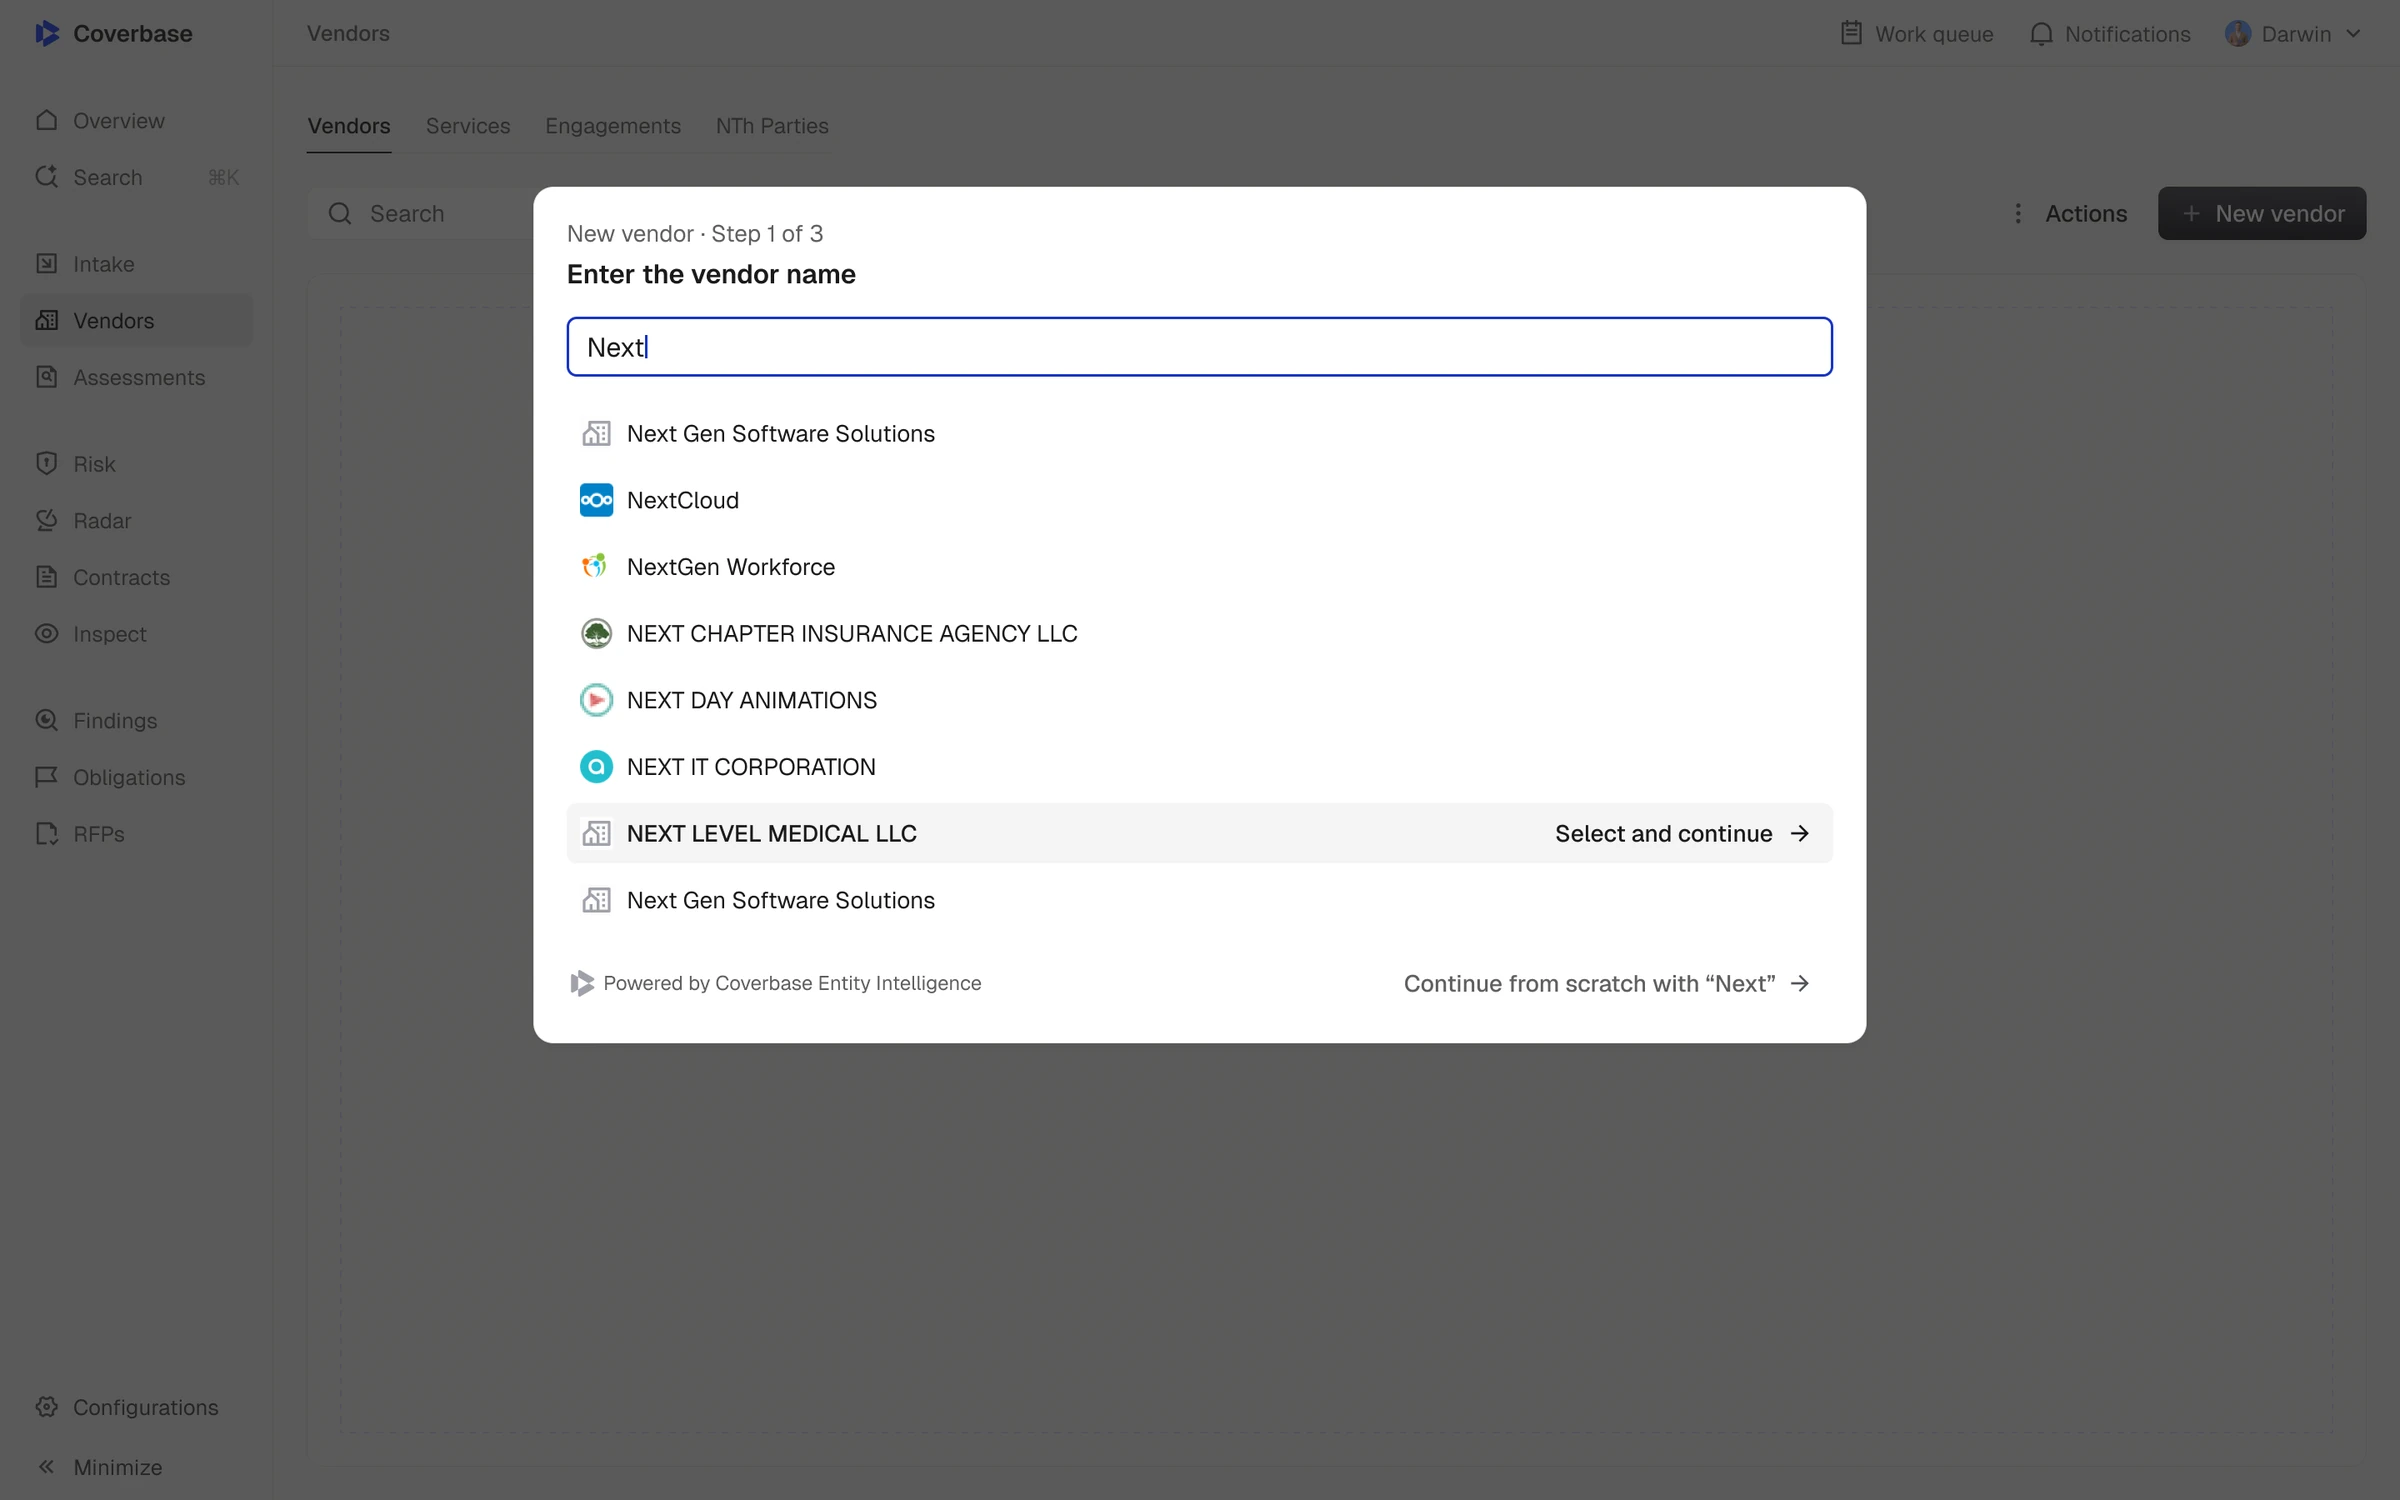 Coverbase
Vendors
Work queue
Notifications
Darwin
Overview
Search ⌘K
Intake
Vendors
Assessments
Risk
Radar
Contracts
Inspect
Findings
Obligations
RFPs
Configurations
Minimize
Vendors Services Engagements NTh Parties
Search
Actions
+ New vendor
New vendor · Step 1 of 3
Enter the vendor name
Next
Next Gen Software Solutions
NextCloud
NextGen Workforce
NEXT CHAPTER INSURANCE AGENCY LLC
NEXT DAY ANIMATIONS
NEXT IT CORPORATION
NEXT LEVEL MEDICAL LLC Select and continue →
Next Gen Software Solutions
Powered by Coverbase Entity Intelligence
Continue from scratch with “Next” →